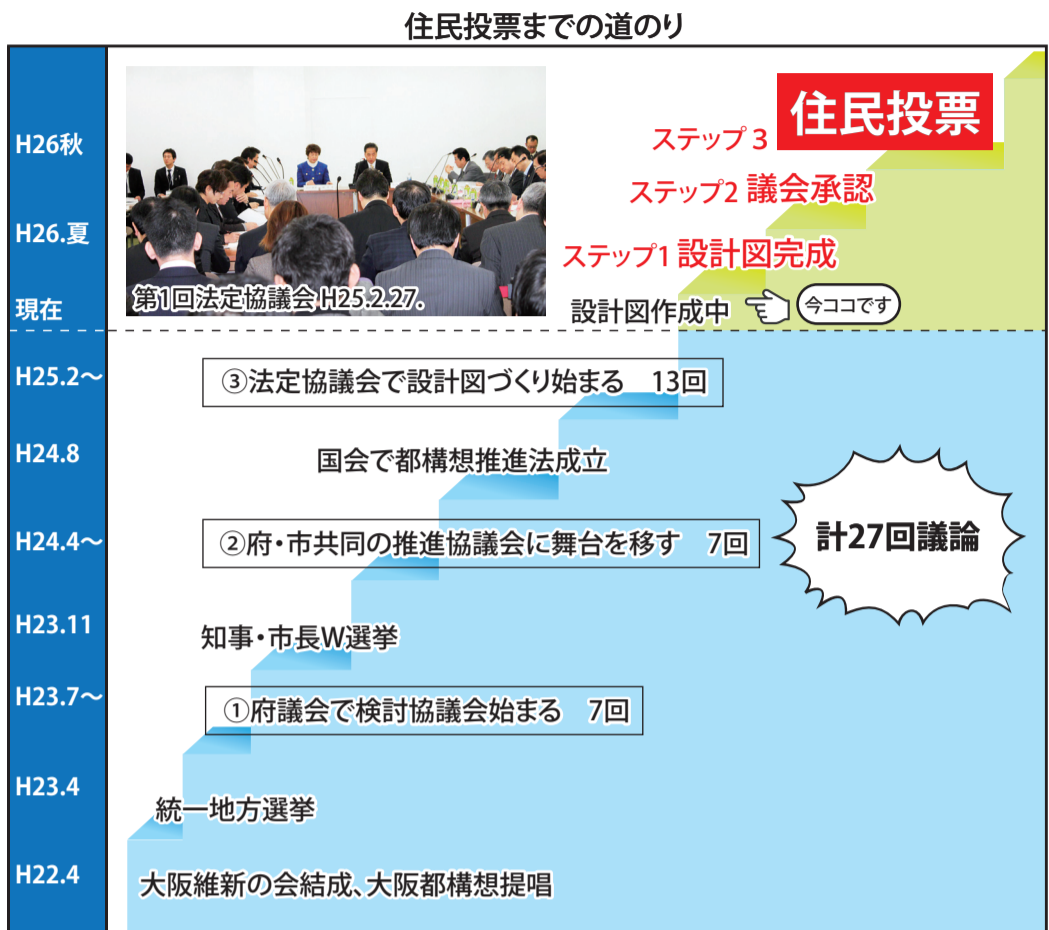 住民投票までの道のり
H26秋
ステップ 3 住民投票
ステップ2 議会承認
H26.夏
ステップ1 設計図完成
第1回法定協議会 H25.2.27.
現在
設計図作成中
今ココです
H25.2～
③法定協議会で設計図づくり始まる　13回
H24.8
国会で都構想推進法成立
H24.4～
②府・市共同の推進協議会に舞台を移す　7回
計27回議論
H23.11
知事・市長W選挙
H23.7～
①府議会で検討協議会始まる　7回
H23.4
統一地方選挙
H22.4
大阪維新の会結成、大阪都構想提唱